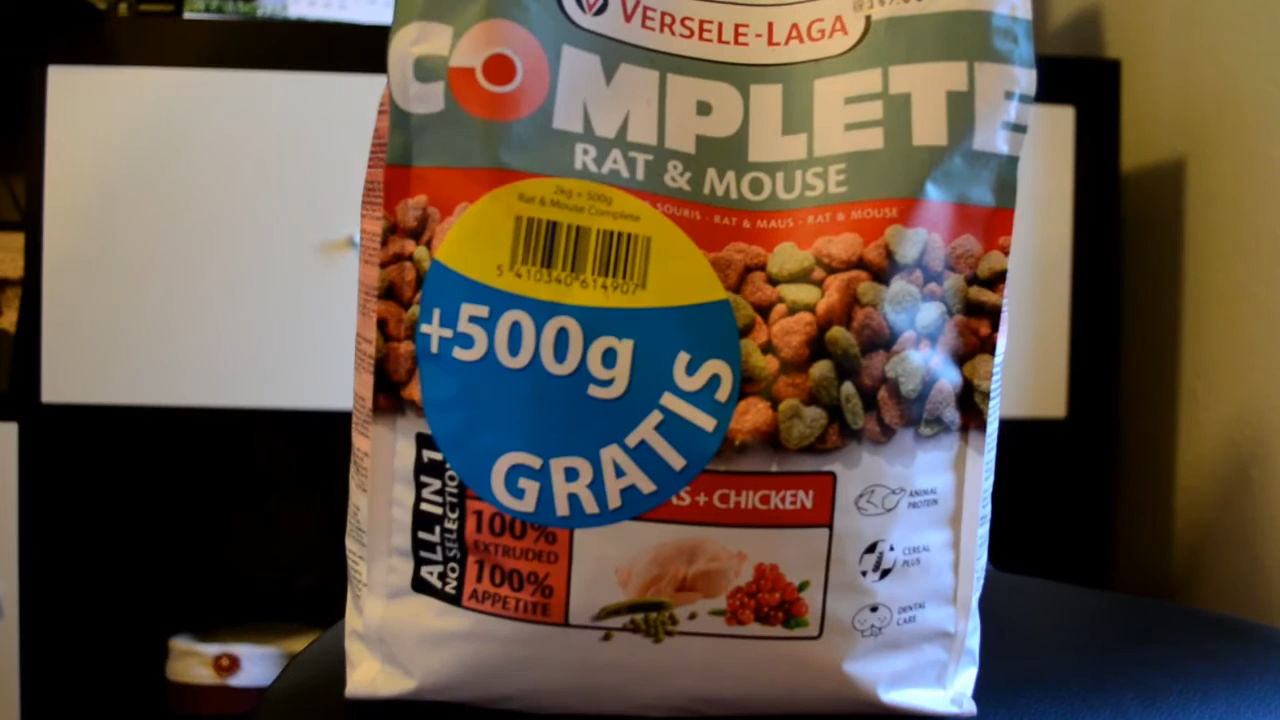 VERSELE-LAGA
COMPLETE
RAT & MOUSE
SOURIS · RAT & MAUS · RAT & MOUSE
2kg + 500g
Rat & Mouse Complete
5 410340 614907
+500g
GRATIS
ALL IN 1
NO SELECTION
+ CHICKEN
100%
EXTRUDED
100%
APPETITE
ANIMAL
PROTEIN
CEREAL
PLUS
DENTAL
CARE